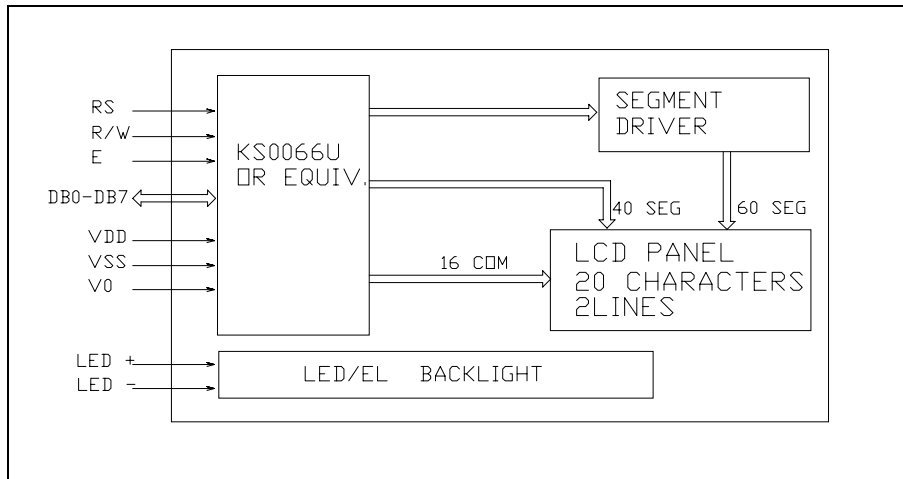 RS
R/W
E
DB0-DB7
VDD
VSS
V0
LED +
LED -
KS0066U
OR EQUIV.
SEGMENT
DRIVER
40 SEG
60 SEG
16 COM
LCD PANEL
20 CHARACTERS
2LINES
LED/EL BACKLIGHT